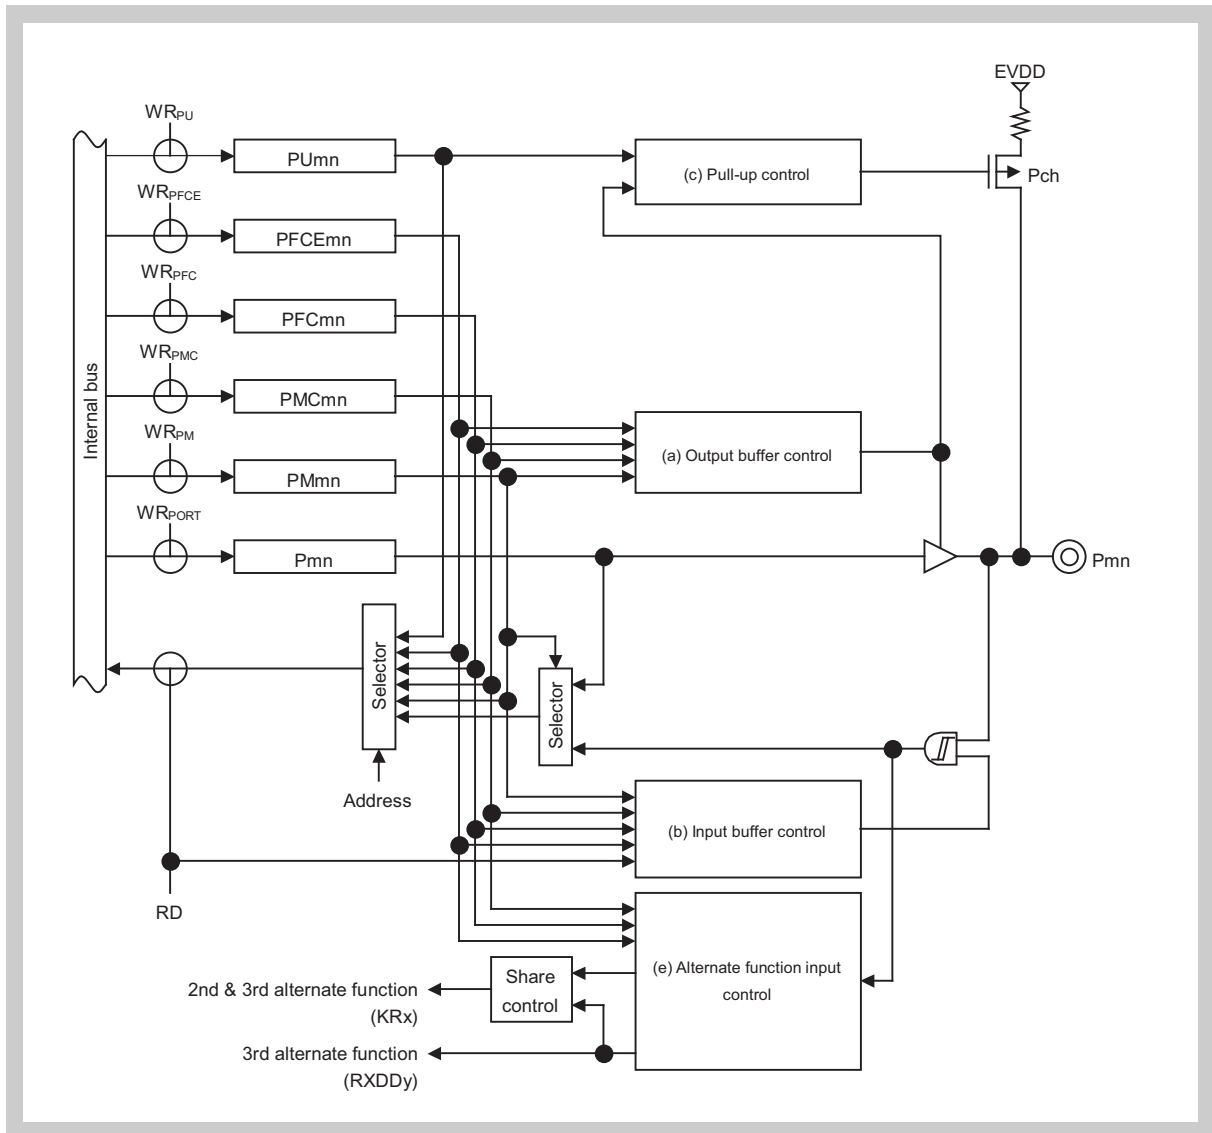 EVDD
WRPU
PUmn
(c) Pull-up control
Pch
WRPFCE
PFCEmn
WRPFC
PFCmn
WRPMC
PMCmn
Internal bus
(a) Output buffer control
WRPM
PMmn
WRPORT
Pmn
Pmn
Selector
Selector
Address
(b) Input buffer control
RD
(e) Alternate function input
control
Share
control
2nd & 3rd alternate function
(KRx)
3rd alternate function
(RXDDy)